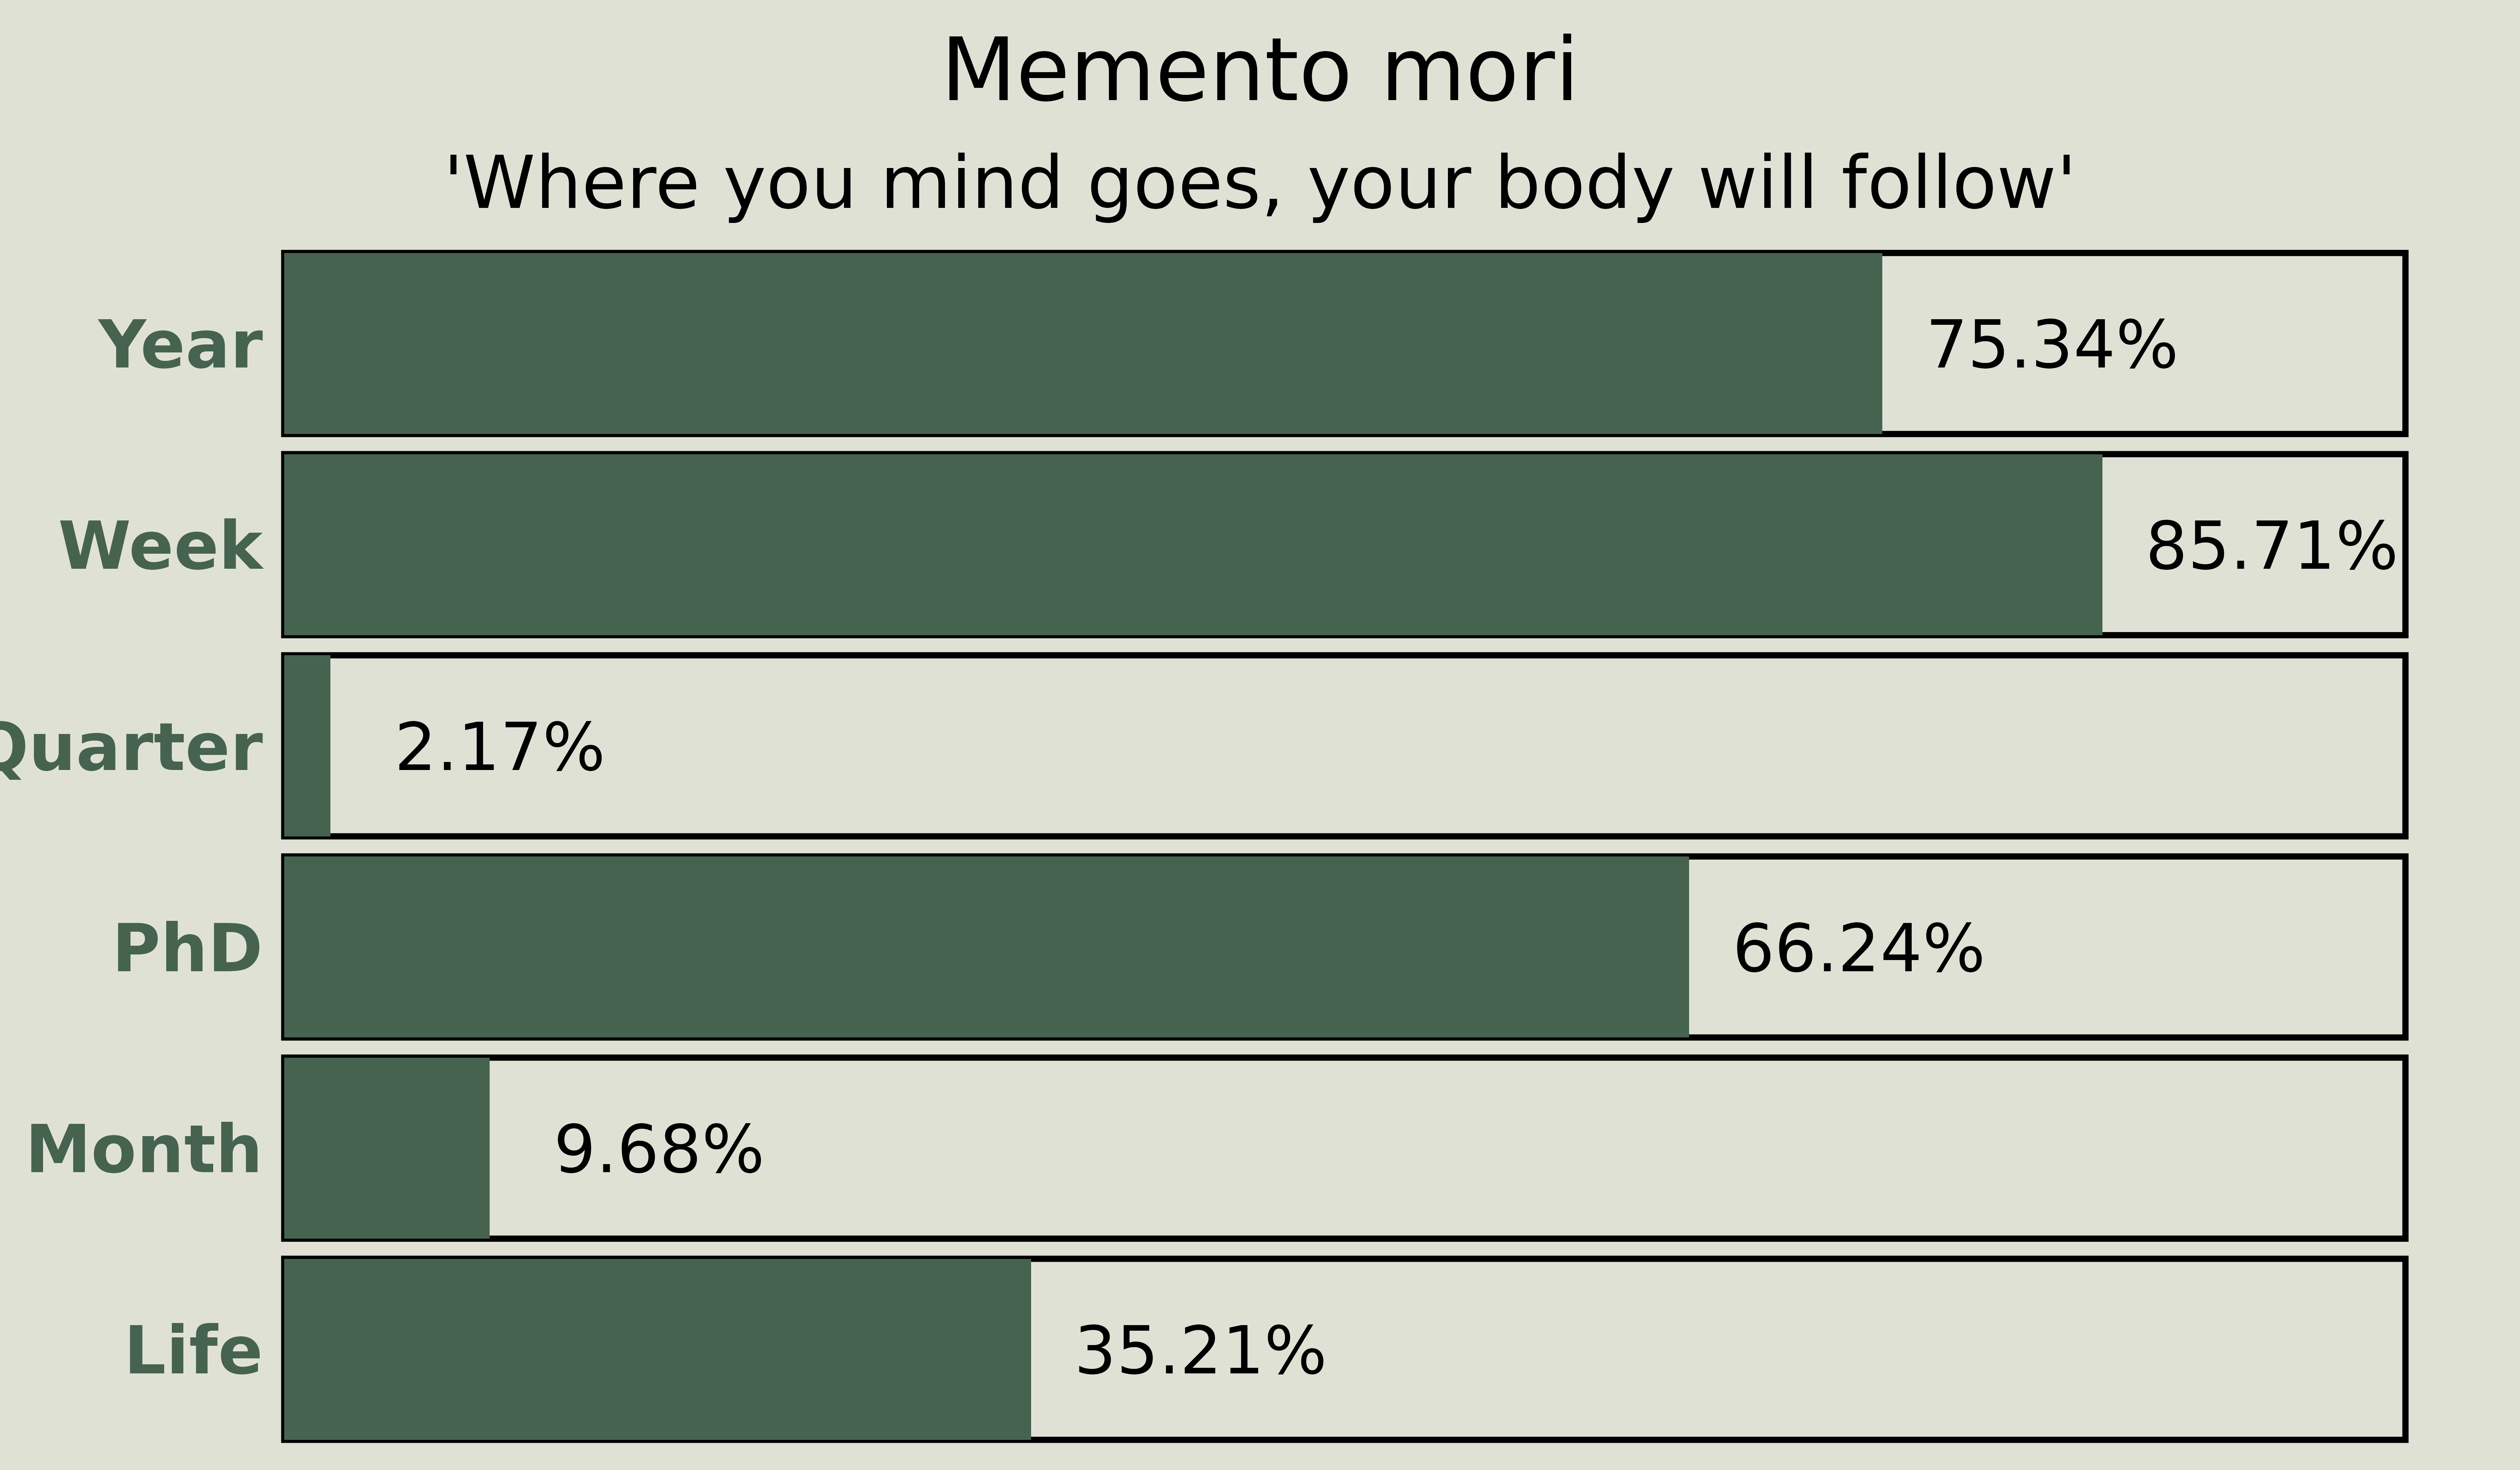 Memento mori
'Where you mind goes, your body will follow'
Year 75.34%
Week 85.71%
Quarter 2.17%
PhD 66.24%
Month 9.68%
Life 35.21%